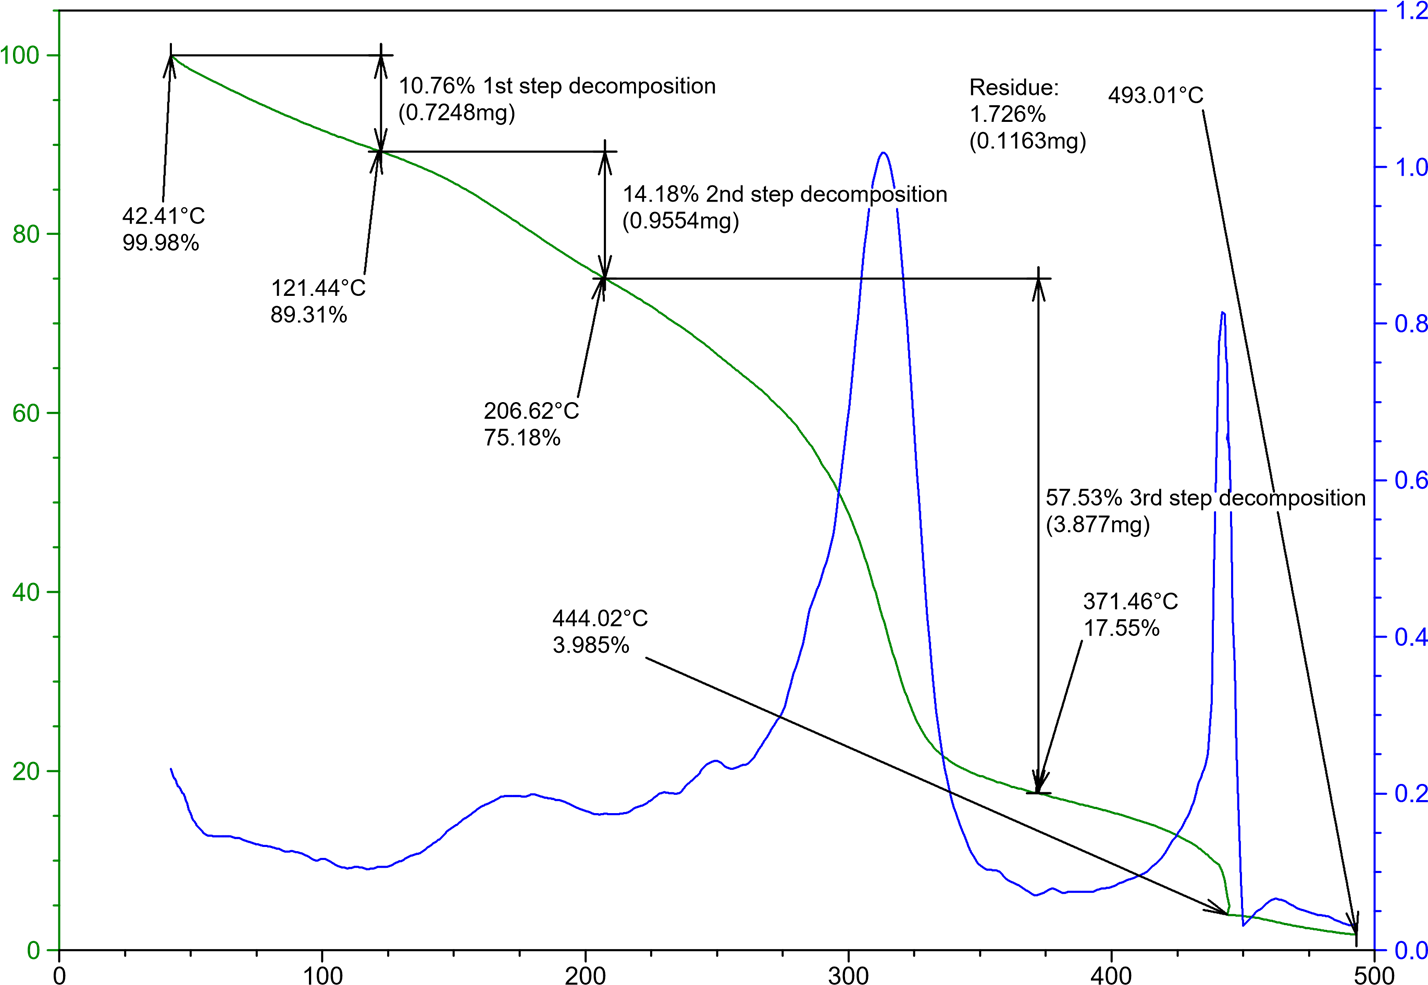 100
80
60
40
20
0
10.76% 1st step decomposition
(0.7248mg)
Residue:
1.726%
(0.1163mg)
493.01°C
42.41°C
99.98%
14.18% 2nd step decomposition
(0.9554mg)
121.44°C
89.31%
206.62°C
75.18%
57.53% 3rd step decomposition
(3.877mg)
444.02°C
3.985%
371.46°C
17.55%
1.2
1.0
0.8
0.6
0.4
0.2
0.0
0 100 200 300 400 500